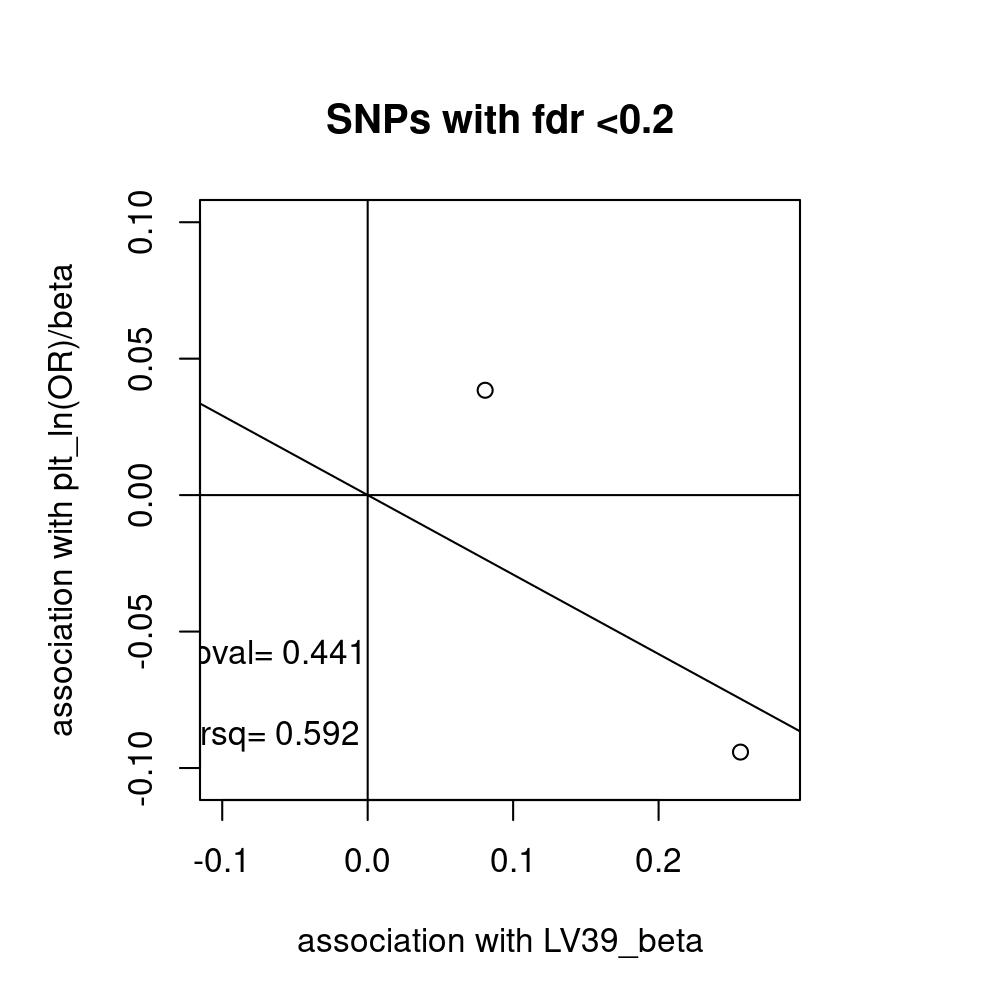 SNPs with fdr <0.2
association with plt_ln(OR)/beta
0.10
0.05
0.00
-0.05
-0.10
pval= 0.441
rsq= 0.592
-0.1
0.0
0.1
0.2
association with LV39_beta